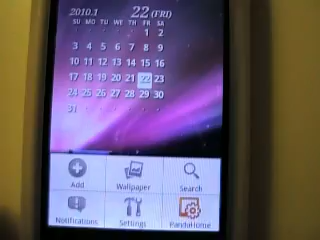 2010.1 22 (FRI)
SU MO TU WE TH FR SA
1 2
3 4 5 6 7 8 9
10 11 12 13 14 15 16
17 18 19 20 21 22 23
24 25 26 27 28 29 30
31
Add Wallpaper Search
Notifications Settings PandaHome